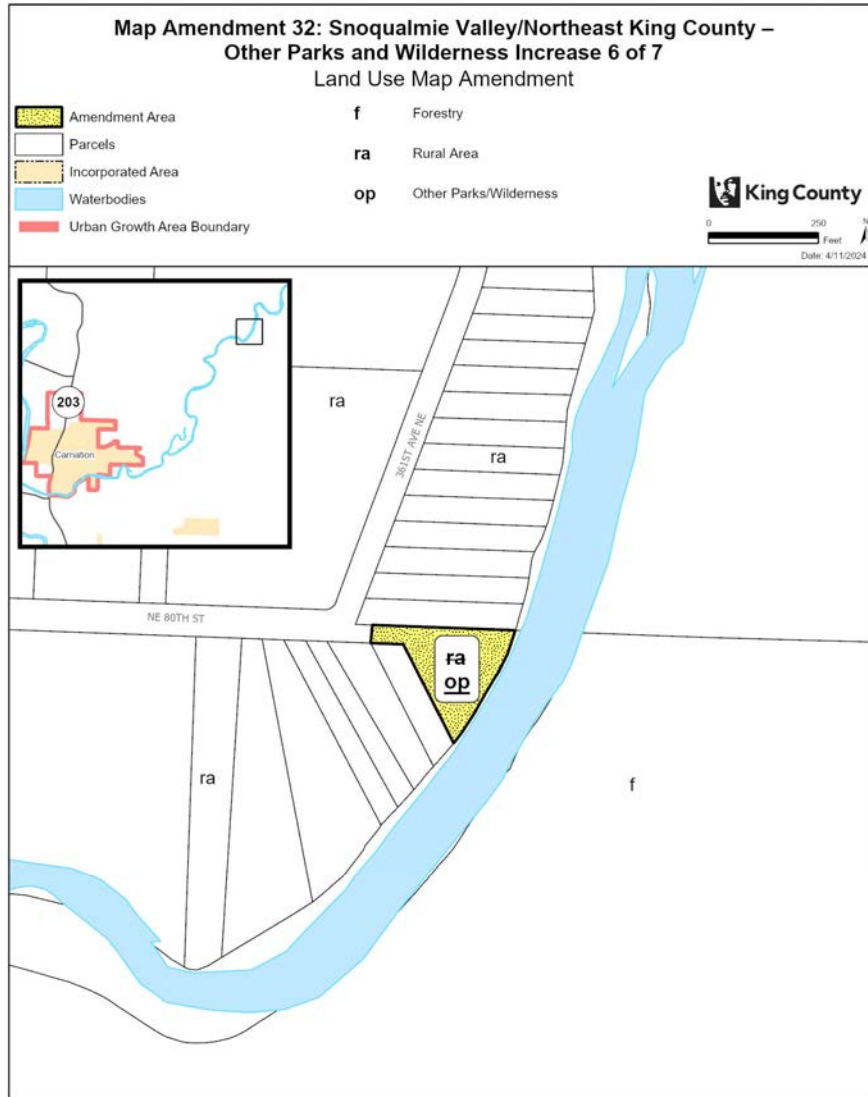 Map Amendment 32: Snoqualmie Valley/Northeast King County –
Other Parks and Wilderness Increase 6 of 7
Land Use Map Amendment
Amendment Area
Parcels
Incorporated Area
Waterbodies
Urban Growth Area Boundary
f Forestry
ra Rural Area
op Other Parks/Wilderness
King County
0 250
Feet
N
Date: 4/11/2024
203
Carnation
ra
361ST AVE NE
ra
NE 80TH ST
ra
op
ra
f